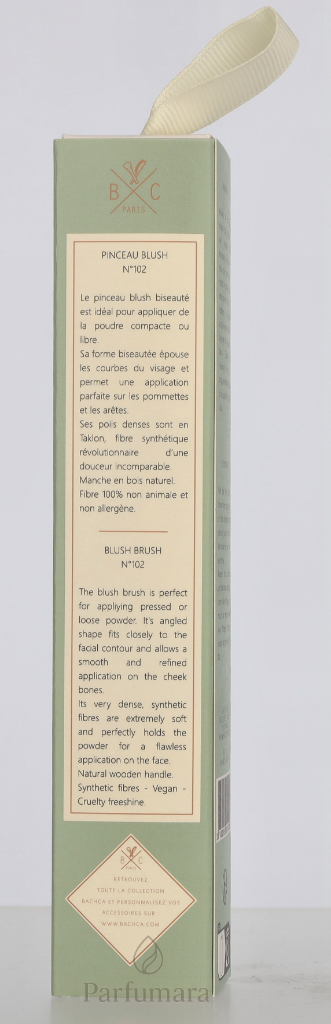 B C
PARIS
PINCEAU BLUSH
N°102
Le pinceau blush biseauté
est idéal pour appliquer de
la poudre compacte ou
libre.
Sa forme biseautée épouse
les courbes du visage et
permet une application
parfaite sur les pommettes
et les arêtes.
Ses poils denses sont en
Taklon, fibre synthétique
révolutionnaire d'une
douceur incomparable.
Manche en bois naturel.
Fibre 100% non animale et
non allergène.
BLUSH BRUSH
N°102
The blush brush is perfect
for appliying pressed or
loose powder. It's angled
shape fits closely to the
facial contour and allows a
smooth and refined
application on the cheek
bones.
Its very dense, synthetic
fibres are extremely soft
and perfectly holds the
powder for a flawless
application on the face.
Natural wooden handle.
Synthetic fibres - Vegan -
Cruelty freeshine.
B C
RETROUVEZ
TOUTE LA COLLECTION
BACHCA ET PERSONNALISEZ VOS
ACCESSOIRES SUR
WWW.BACHCA.COM
Parfumara